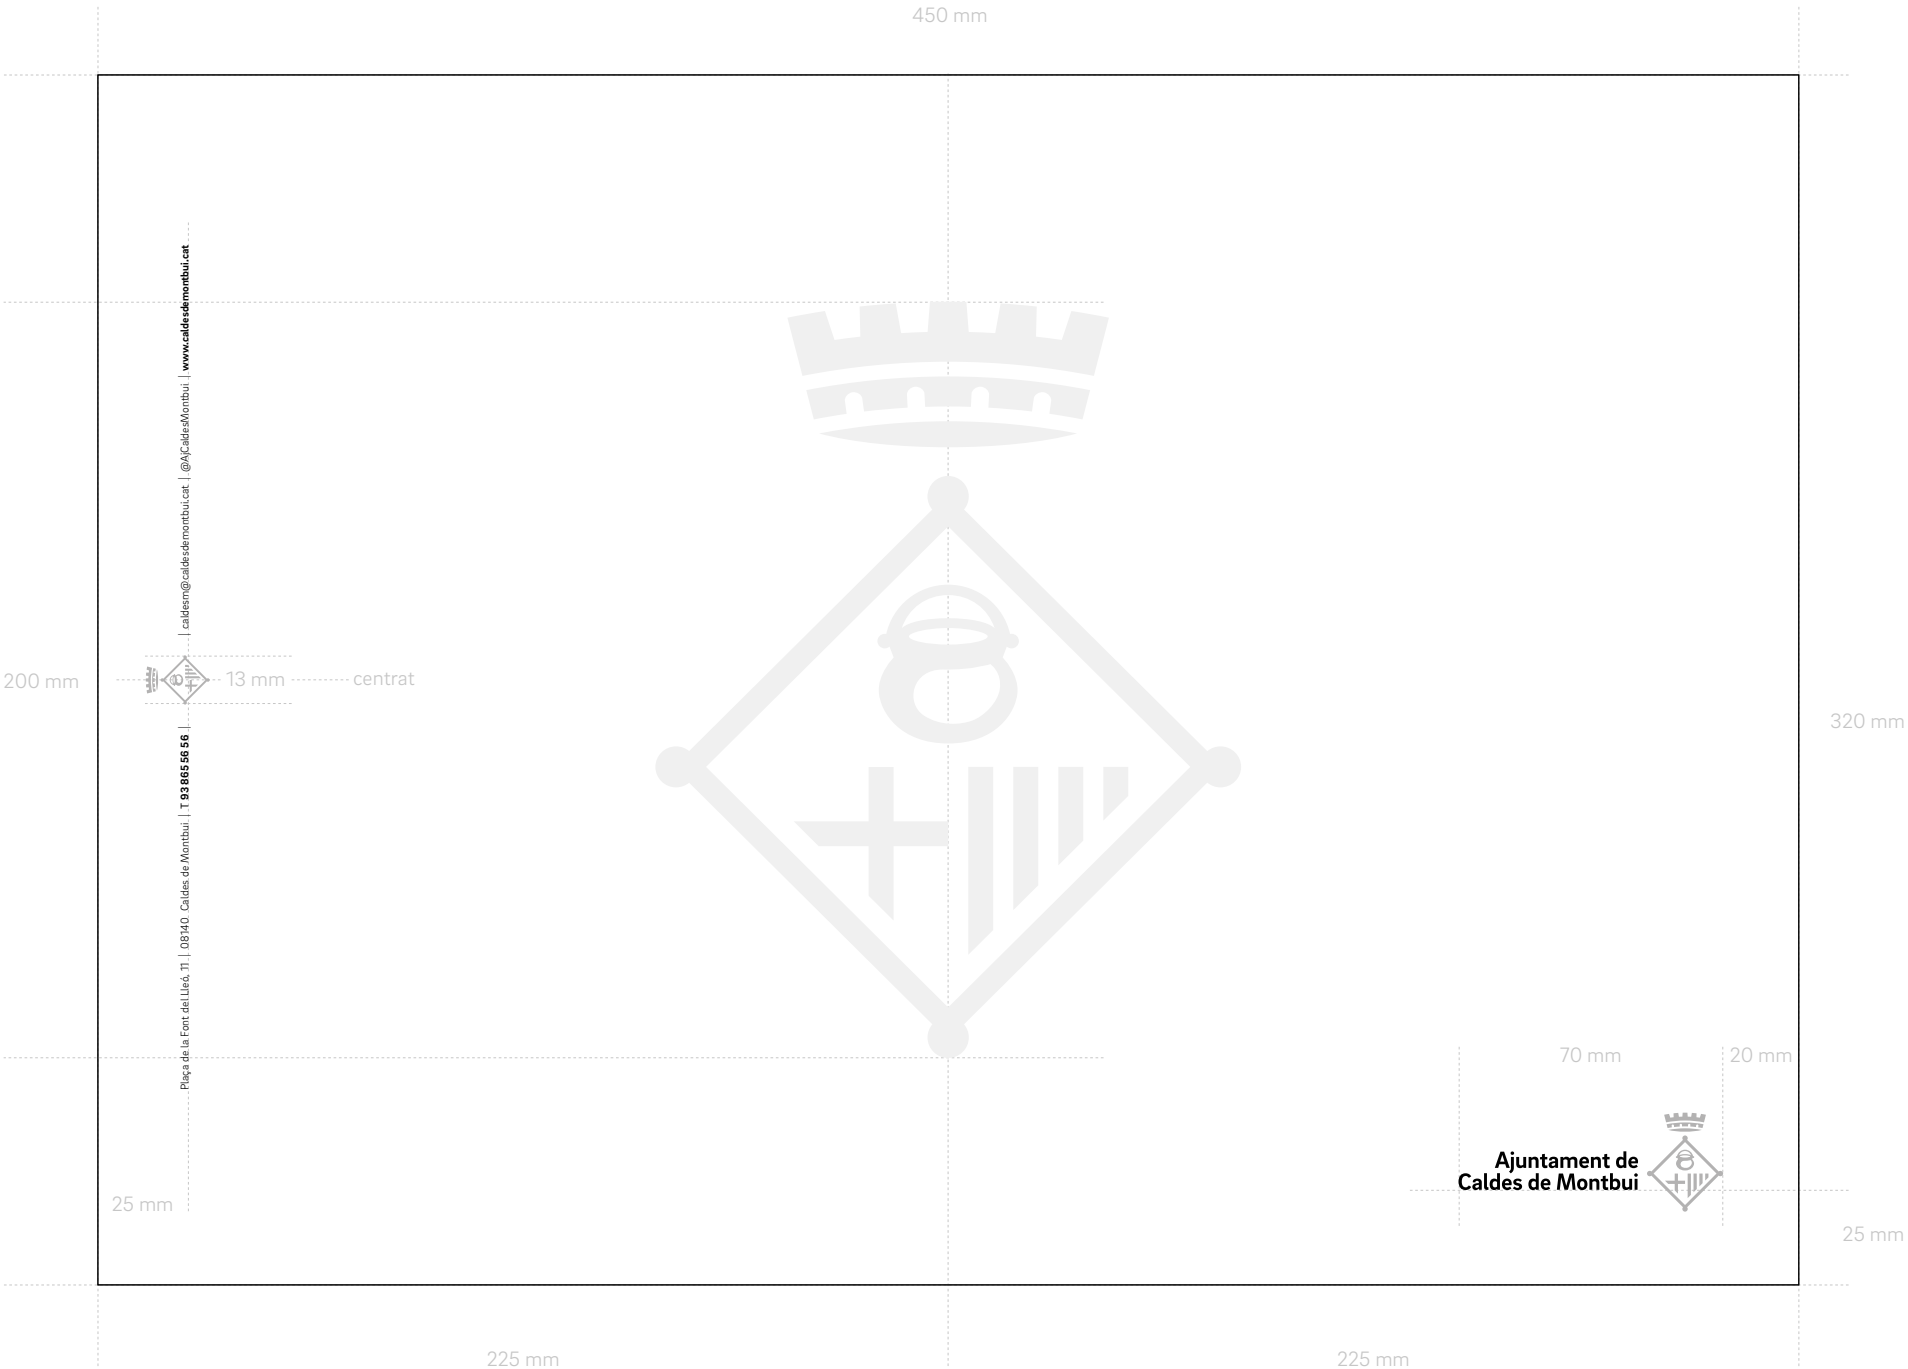 450 mm
Plaça de la Font del Lleó, 11 | 08140 Caldes de Montbui | T 93 865 56 56 | | caldesm@caldesdemontbui.cat | @AjCaldesMontbui | www.caldesdemontbui.cat
200 mm
13 mm
centrat
320 mm
70 mm
20 mm
Ajuntament de
Caldes de Montbui
25 mm
25 mm
225 mm
225 mm